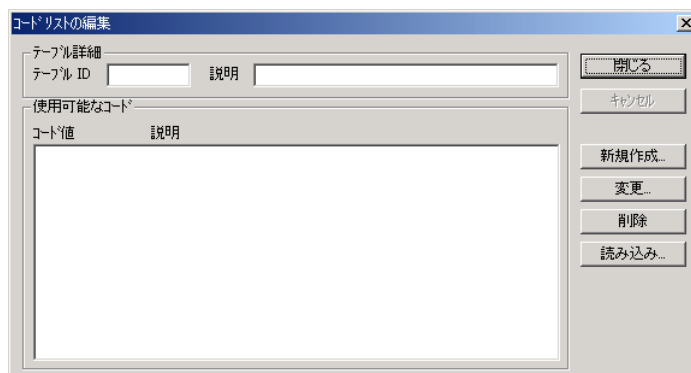 コードリストの編集
テーブル詳細
テーブル ID
説明
使用可能なコード
コード値
説明
閉じる
キャンセル
新規作成...
変更...
削除
読み込み...